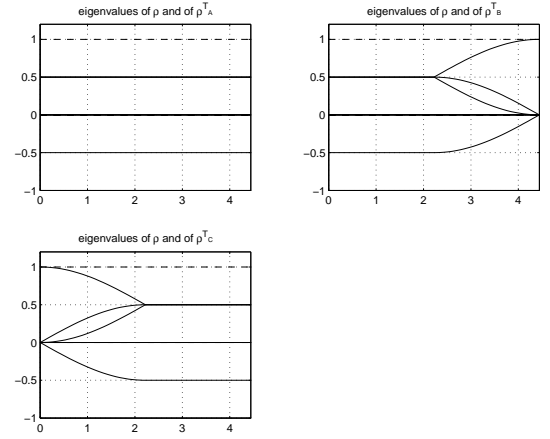 eigenvalues of ρ and of ρ^T_A
1
0.5
0
−0.5
−1
0 1 2 3 4
eigenvalues of ρ and of ρ^T_B
1
0.5
0
−0.5
−1
0 1 2 3 4
eigenvalues of ρ and of ρ^T_C
1
0.5
0
−0.5
−1
0 1 2 3 4